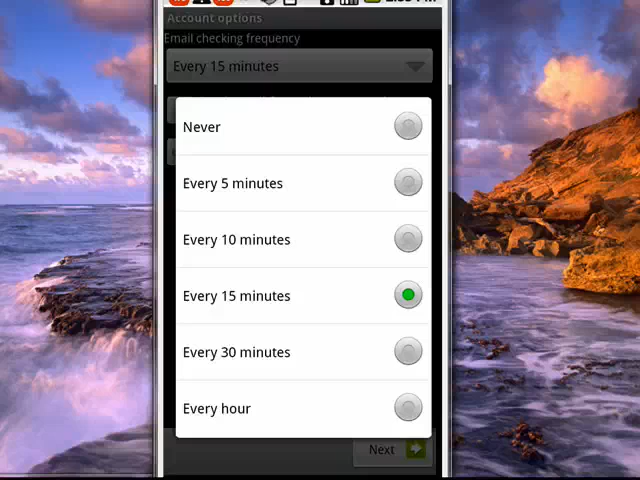 Account options
Email checking frequency
Every 15 minutes
Never
Every 5 minutes
Every 10 minutes
Every 15 minutes
Every 30 minutes
Every hour
Next